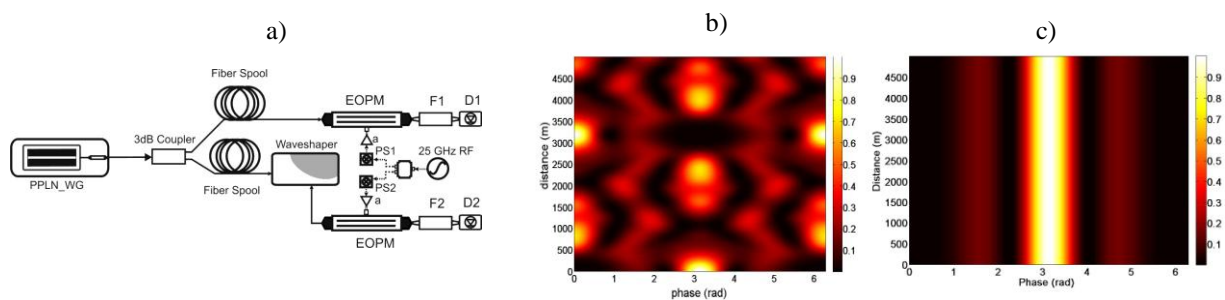 a)
Fiber Spool
EOPM
F1
D1
3dB Coupler
Waveshaper
a
PS1
25 GHz RF
PPLN_WG
Fiber Spool
PS2
a
F2
D2
EOPM
b)
distance (m)
4500
4000
3500
3000
2500
2000
1500
1000
500
0
0 1 2 3 4 5 6
phase (rad)
0.9
0.8
0.7
0.6
0.5
0.4
0.3
0.2
0.1
c)
Distance (m)
5000
4500
4000
3500
3000
2500
2000
1500
1000
500
0
0 1 2 3 4 5 6
Phase (rad)
0.9
0.8
0.7
0.6
0.5
0.4
0.3
0.2
0.1